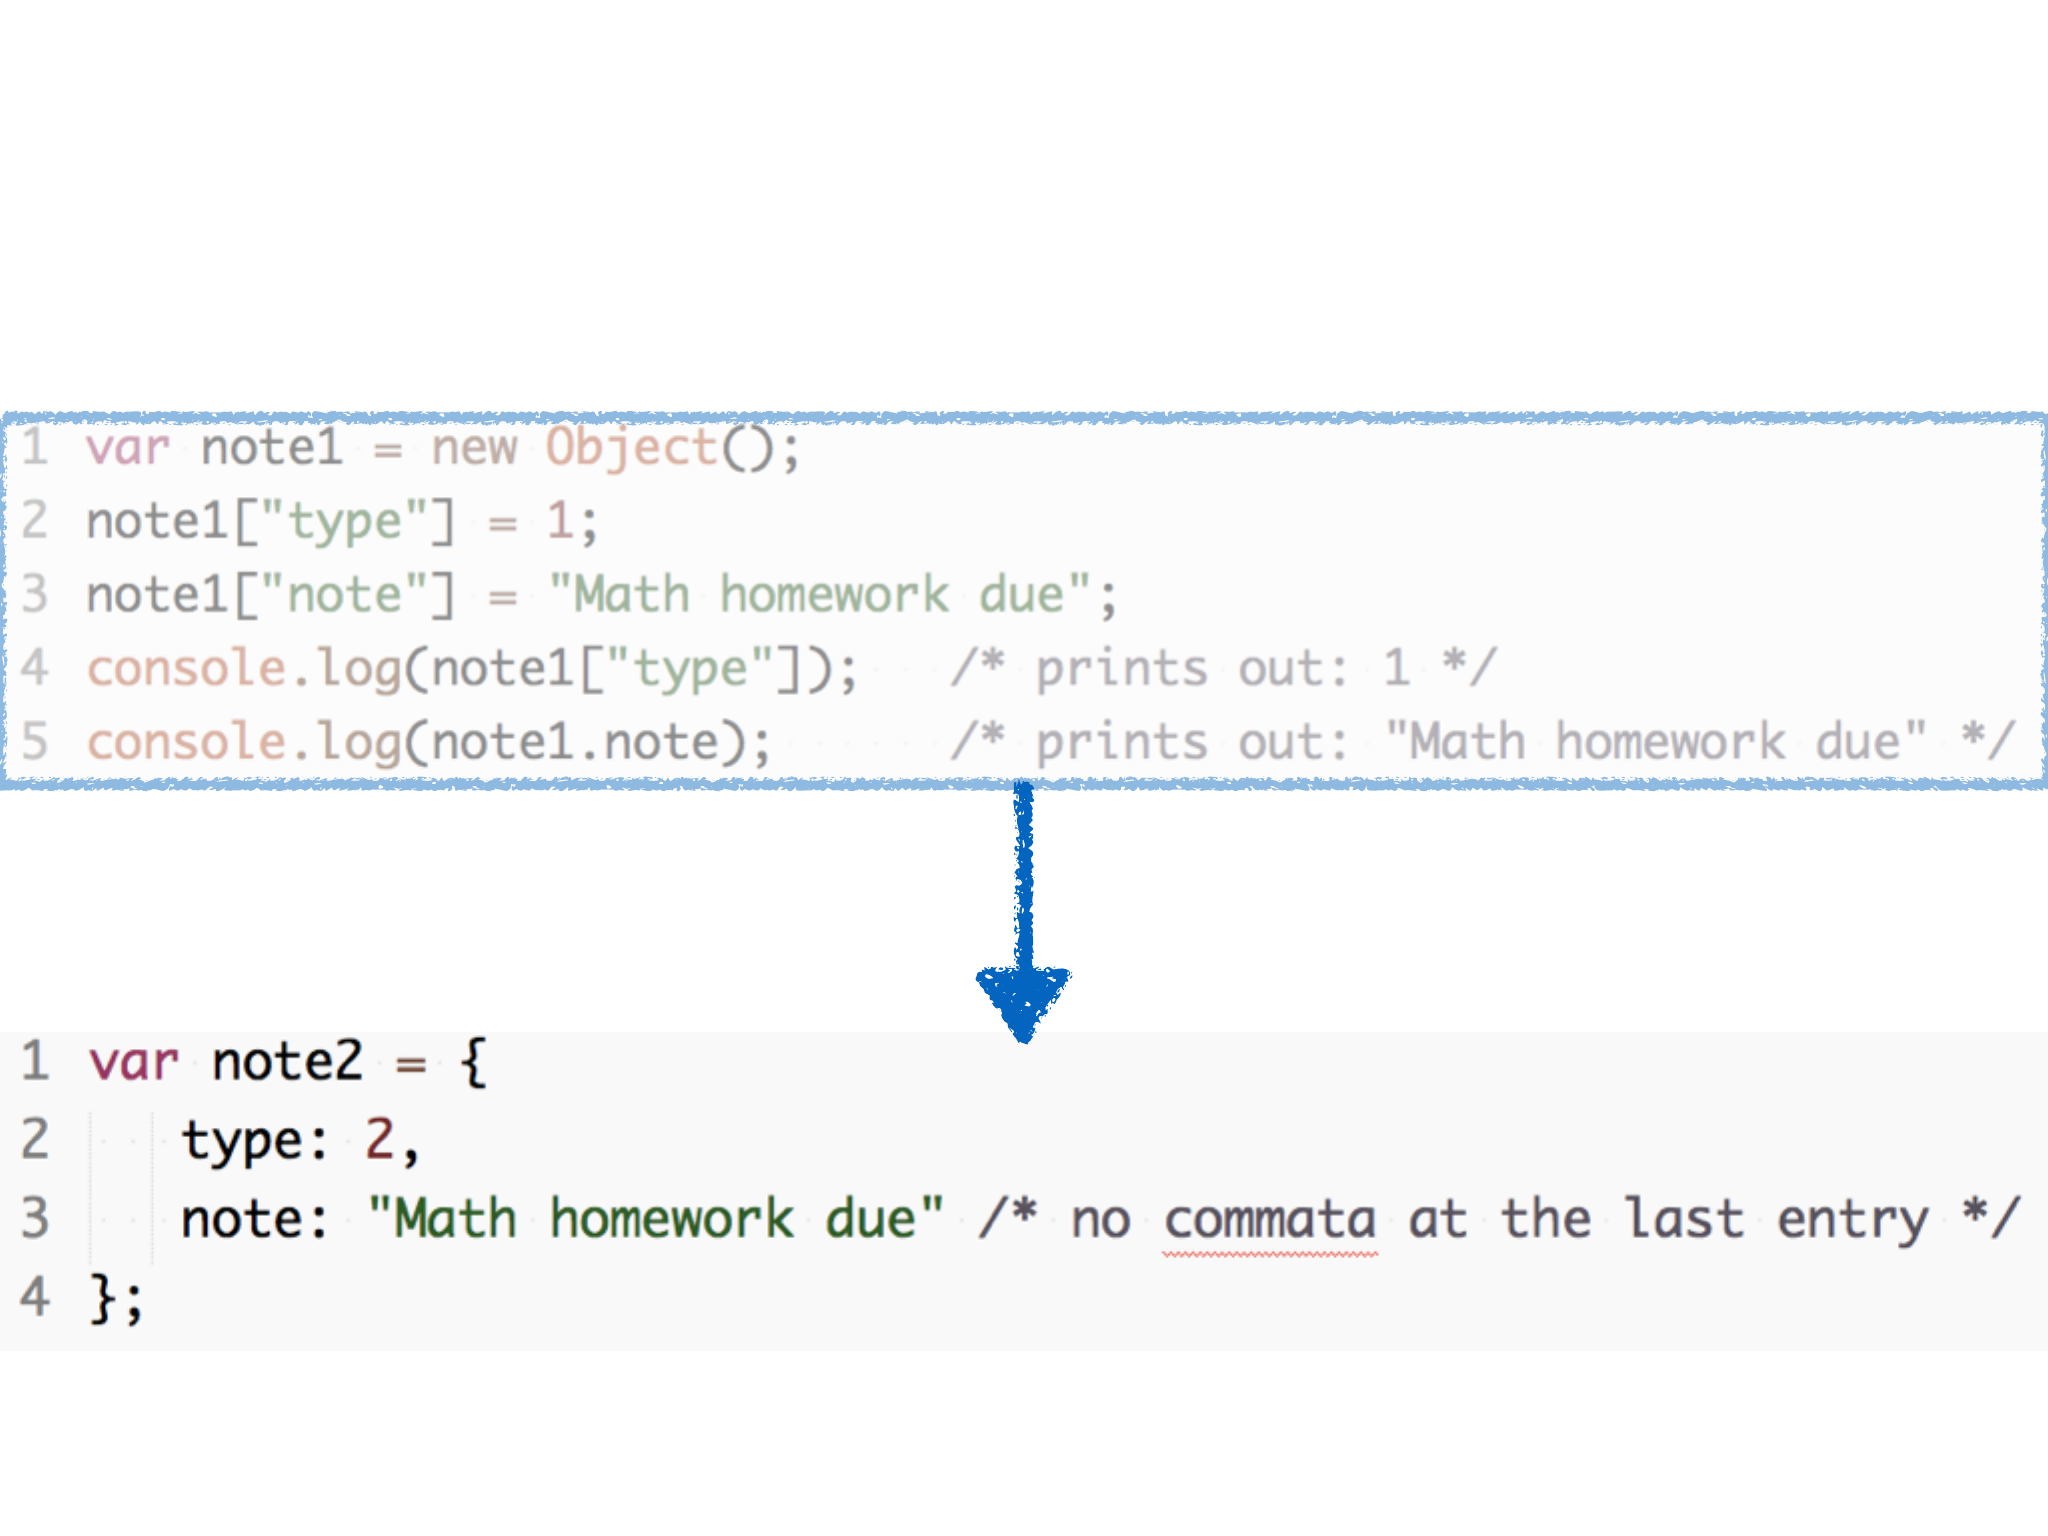 1 var note1 = new Object();
2 note1["type"] = 1;
3 note1["note"] = "Math homework due";
4 console.log(note1["type"]); /* prints out: 1 */
5 console.log(note1.note); /* prints out: "Math homework due" */
1 var note2 = {
2 type: 2,
3 note: "Math homework due" /* no commata at the last entry */
4 };